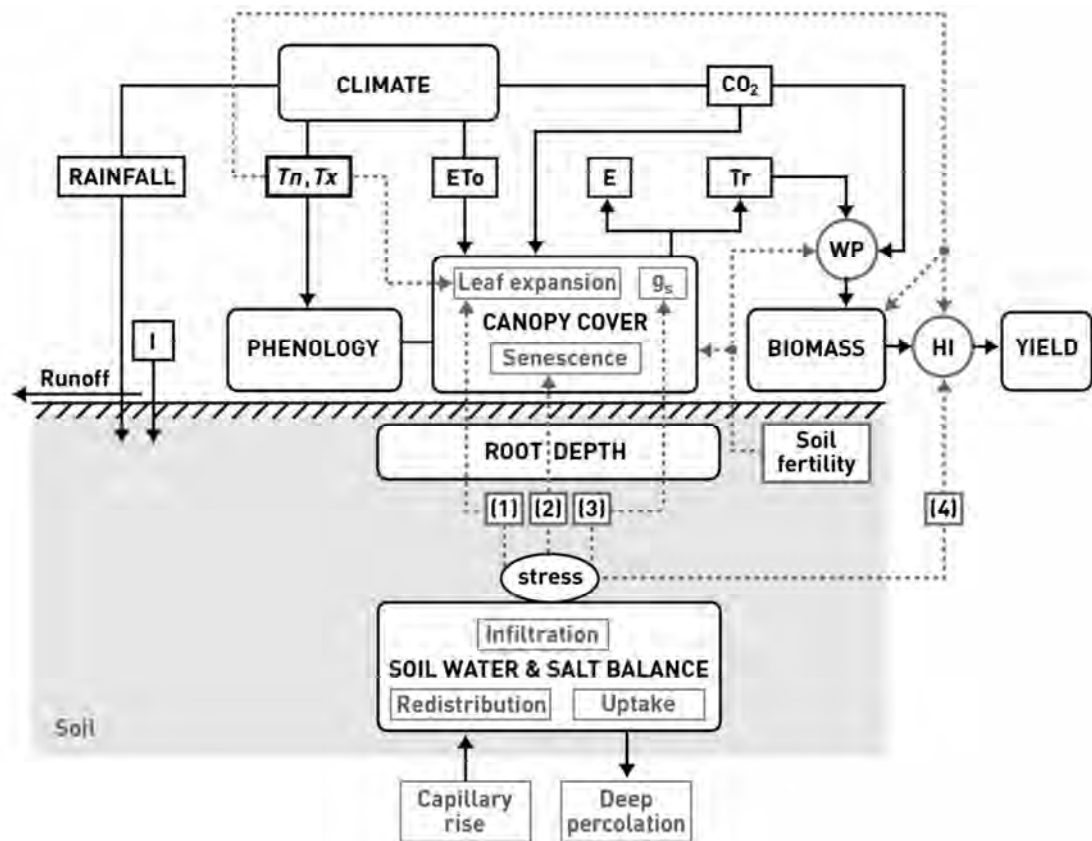 CLIMATE
CO₂
RAINFALL
Tn, Tx
ETo
E
Tr
WP
Leaf expansion
gₛ
CANOPY COVER
Senescence
PHENOLOGY
I
BIOMASS
HI
YIELD
Runoff
ROOT DEPTH
Soil
fertility
(1)
(2)
(3)
(4)
stress
Infiltration
SOIL WATER & SALT BALANCE
Redistribution
Uptake
Soil
Capillary
rise
Deep
percolation